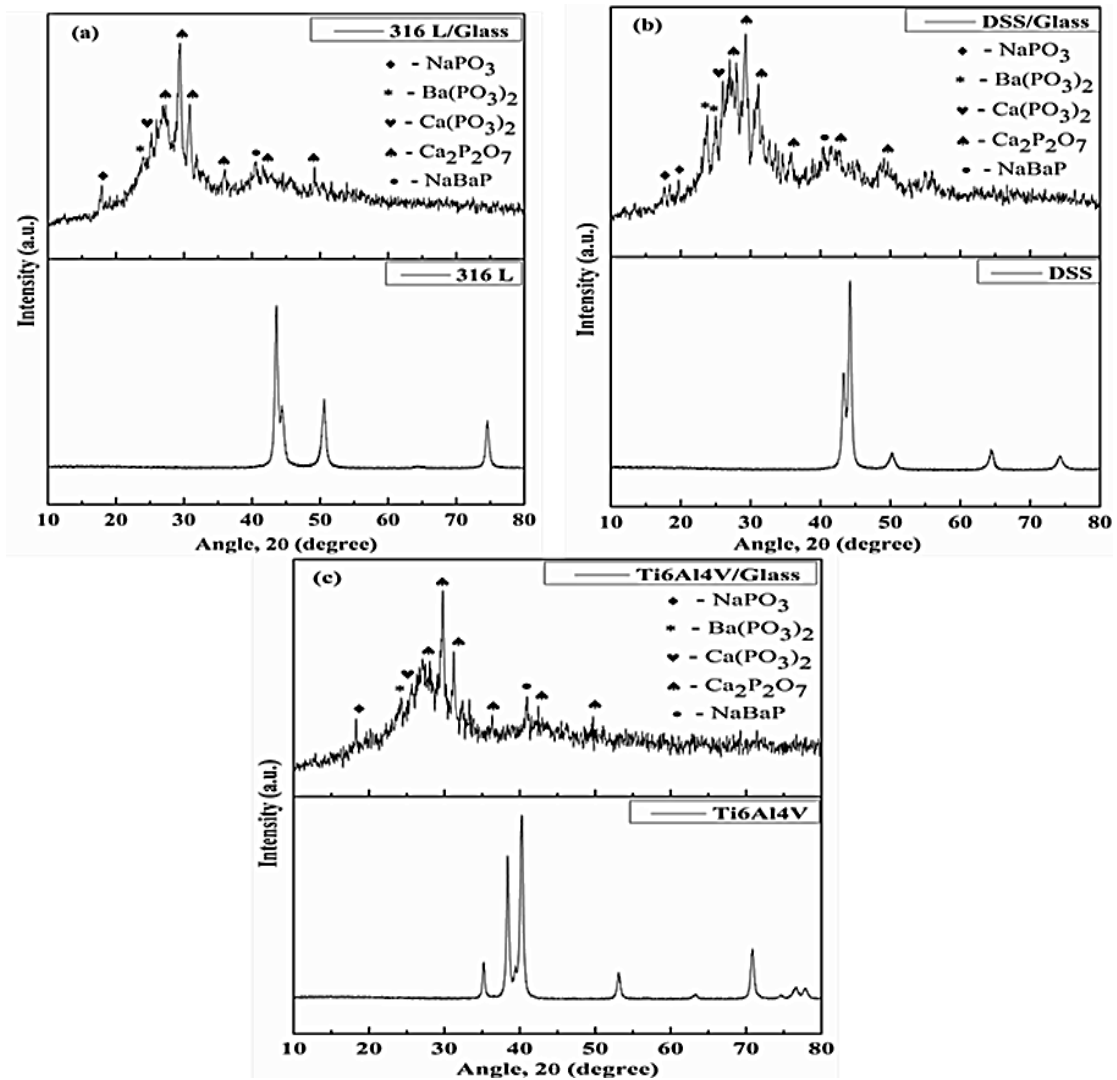 (a)
316 L/Glass
♦ - NaPO3
* - Ba(PO3)2
♥ - Ca(PO3)2
♠ - Ca2P2O7
● - NaBaP
316 L
Intensity (a.u.)
10 20 30 40 50 60 70 80
Angle, 2θ (degree)
(b)
DSS/Glass
♦ - NaPO3
* - Ba(PO3)2
♥ - Ca(PO3)2
♠ - Ca2P2O7
● - NaBaP
DSS
Intensity (a.u.)
10 20 30 40 50 60 70 80
Angle, 2θ (degree)
(c)
Ti6Al4V/Glass
♦ - NaPO3
* - Ba(PO3)2
♥ - Ca(PO3)2
♠ - Ca2P2O7
● - NaBaP
Ti6Al4V
Intensity (a.u.)
10 20 30 40 50 60 70 80
Angle, 2θ (degree)